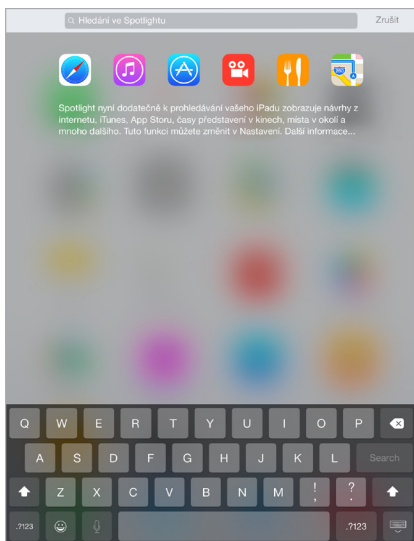 Hledání ve Spotlightu
Zrušit
Spotlight nyní dodatečně k prohledávání vašeho iPadu zobrazuje návrhy z
internetu, iTunes, App Storu, časy představení v kinech, místa v okolí a
mnoho dalšího. Tuto funkci můžete změnit v Nastavení. Další informace...
Q W E R T Y U I O P
A S D F G H J K L Search
Z X C V B N M ! , ? .
.?123 .?123